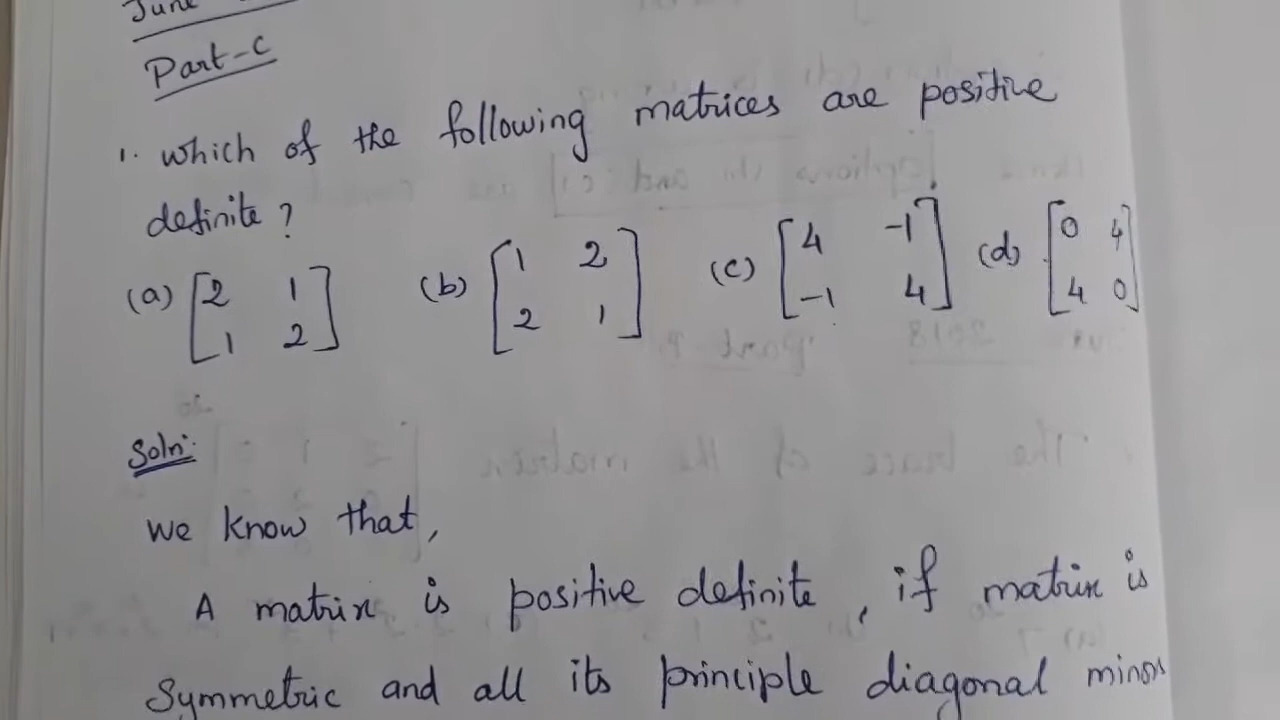 June
Part-C
1. which of the following matrices are positive
definite?
(a) [2 1 (b) [1 2] (c) [4 -1] (d) [0 4]
1 2] 2 1 -1 4 4 0
Soln:
we know that,
A matrix is positive definite, if matrix is
Symmetric and all its principle diagonal minors